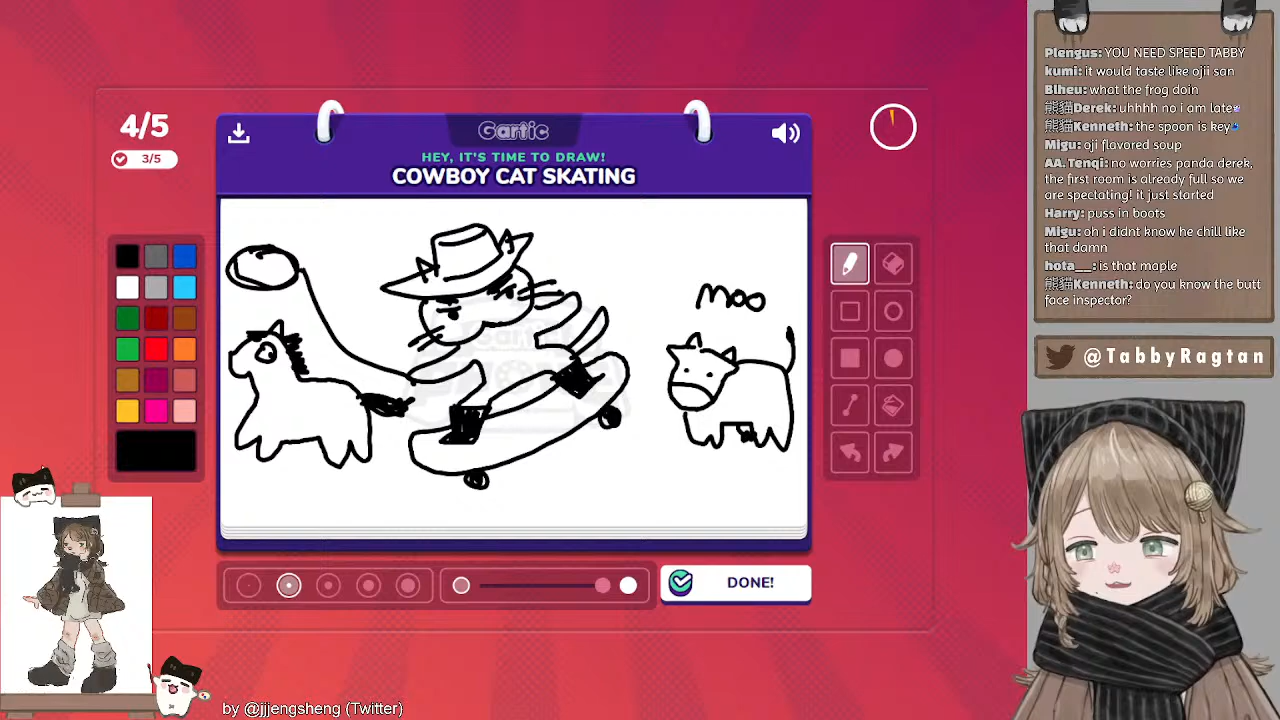 4/5
3/5
Gartic
HEY, IT'S TIME TO DRAW!
COWBOY CAT SKATING
moo
DONE!
by @jjjengsheng (Twitter)
Plengus: YOU NEED SPEED TABBY
kumi: it would taste like oji san
Blheu: what the frog doin
熊貓Derek: uhhhh no i am late
熊貓Kenneth: the spoon is key
Migu: oji flavored soup
AA. Tenqi: no worries panda derek,
the first room is already full so we
are spectating! it just started
Harry: puss in boots
Migu: oh i didnt know he chill like
that damn
hota__: is that maple
熊貓Kenneth: do you know the butt
face inspector?
@TabbyRagtan